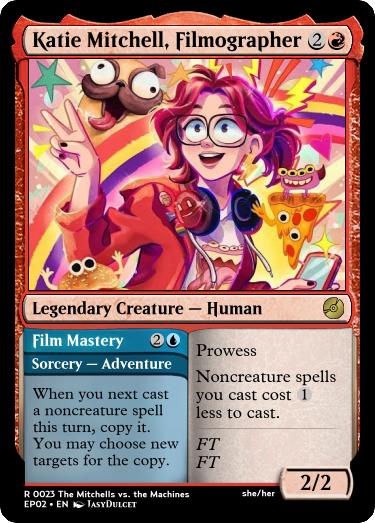 Katie Mitchell, Filmographer 2
Legendary Creature — Human
Film Mastery 2
Sorcery — Adventure
When you next cast
a noncreature spell
this turn, copy it.
You may choose new
targets for the copy.
Prowess
Noncreature spells
you cast cost 1
less to cast.
FT
FT
2/2
R 0023 The Mitchells vs. the Machines
she/her
EP02 • EN JASYDULCET